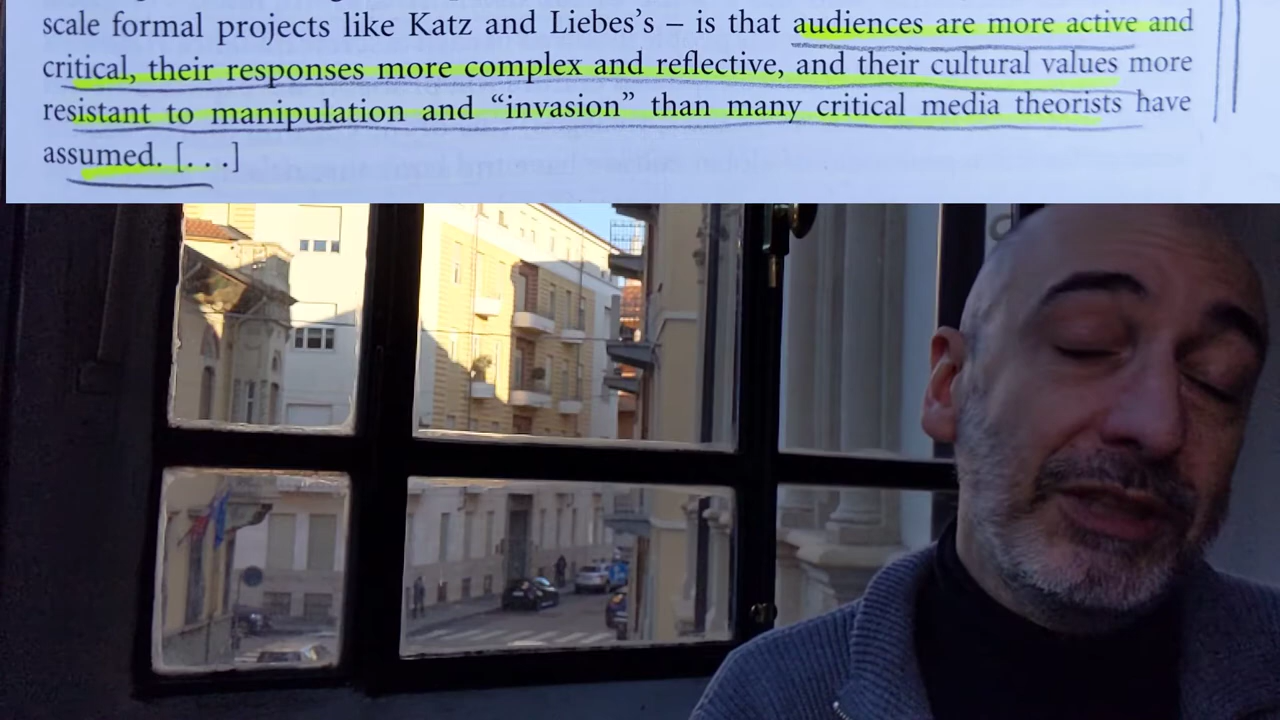 scale formal projects like Katz and Liebes’s – is that audiences are more active and
critical, their responses more complex and reflective, and their cultural values more
resistant to manipulation and “invasion” than many critical media theorists have
assumed. [. . .]